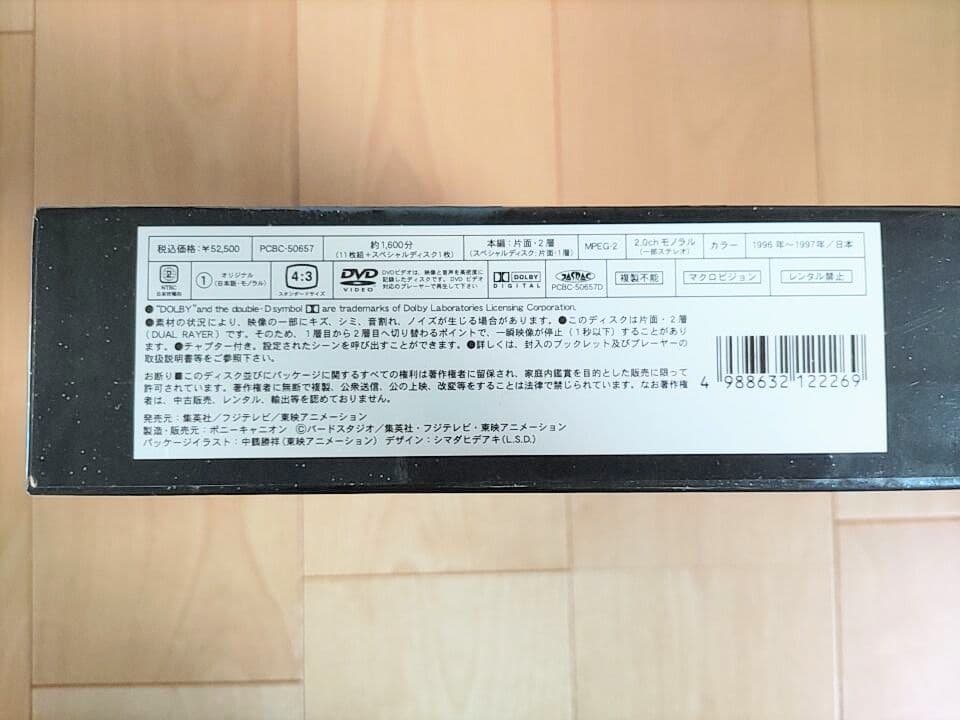 税込価格:¥52,500
PCBC-50657
約1,600分
(11枚組+スペシャルディスク1枚)
本編:片面・2層
(スペシャルディスク:片面・1層)
MPEG-2
2.0chモノラル
(一部ステレオ)
カラー
1996年〜1997年/日本
2
NTSC
日本市場向
1
オリジナル
(日本語・モノラル)
4:3
スタンダードサイズ
DVD
VIDEO
DVDビデオは、映像と音声を高密度に
記録したディスクです。DVDビデオ
対応のプレーヤーで再生して下さい
DOLBY
DIGITAL
JASRAC
PCBC-50657D
複製不能
マクロビジョン
レンタル禁止
●"DOLBY"and the double-D symbol are trademarks of Dolby Laboratories Licensing Corporation.
●素材の状況により、映像の一部にキズ、シミ、音割れ、ノイズが生じる場合があります。●このディスクは片面・2層
(DUAL RAYER)です。そのため、1層目から2層目へ切り替わるポイントで、一瞬映像が停止(1秒以下)することがあり
ます。●チャプター付き。設定されたシーンを呼び出すことができます。●詳しくは、封入のブックレット及びプレーヤーの
取扱説明書等をご参照下さい。
お断り■このディスク並びにパッケージに関するすべての権利は著作権者に留保され、家庭内鑑賞を目的とした販売に限って
許可されています。著作権者に無断で複製、公衆送信、公の上映、改変等をすることは法律で禁じられています。なお著作権
者は、中古販売、レンタル、輸出等を認めておりません。
発売元:集英社/フジテレビ/東映アニメーション
製造・販売元:ポニーキャニオン Ⓒバードスタジオ/集英社・フジテレビ・東映アニメーション
パッケージイラスト:中鶴勝祥(東映アニメーション) デザイン:シマダヒデアキ(L.S.D.)
4 988632 122269